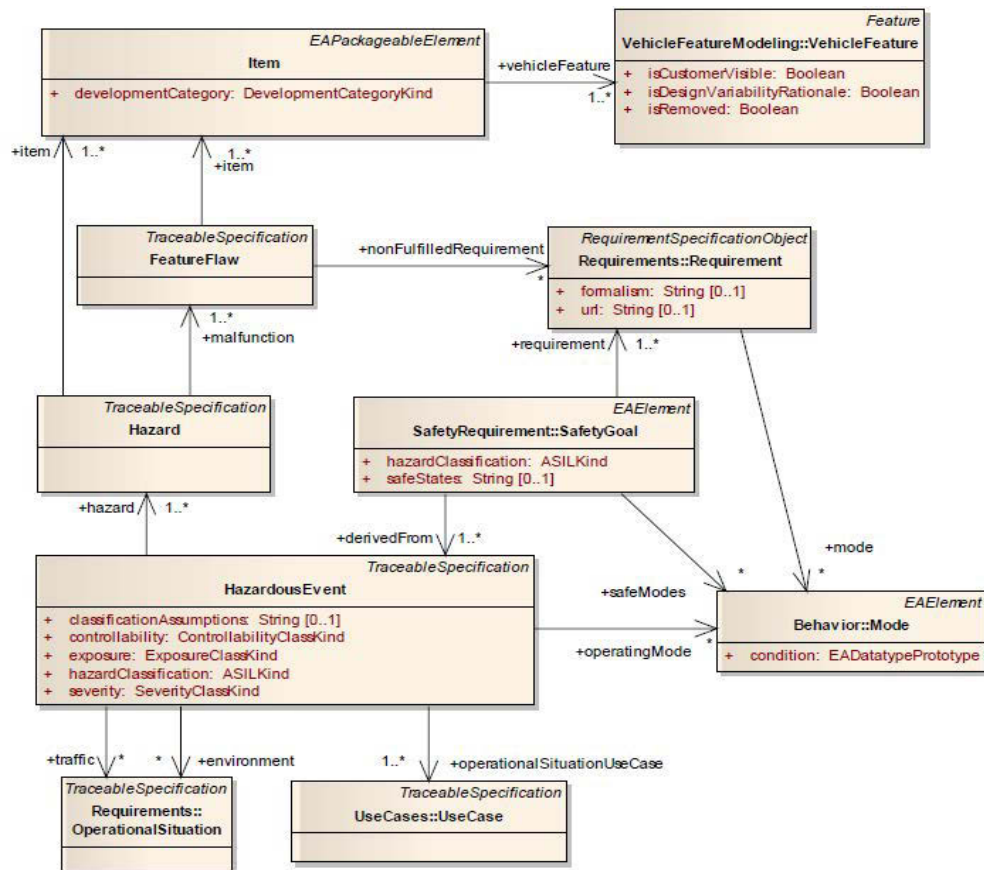 EAPackageableElement
Item
+ developmentCategory: DevelopmentCategoryKind
Feature
VehicleFeatureModeling::VehicleFeature
+ isCustomerVisible: Boolean
+ isDesignVariabilityRationale: Boolean
+ isRemoved: Boolean
+vehicleFeature
1..*
+item
1..*
1..*
+item
TraceableSpecification
FeatureFlaw
+nonFulfilledRequirement
*
RequirementSpecificationObject
Requirements::Requirement
+ formalism: String [0..1]
+ url: String [0..1]
1..*
+malfunction
+requirement
1..*
TraceableSpecification
Hazard
EAElement
SafetyRequirement::SafetyGoal
+ hazardClassification: ASILKind
+ safeStates: String [0..1]
+hazard
1..*
+derivedFrom
1..*
+mode
*
*
+safeModes
TraceableSpecification
HazardousEvent
+ classificationAssumptions: String [0..1]
+ controllability: ControllabilityClassKind
+ exposure: ExposureClassKind
+ hazardClassification: ASILKind
+ severity: SeverityClassKind
*
+operatingMode
EAElement
Behavior::Mode
+ condition: EADatatypePrototype
+traffic
*
*
+environment
1..*
+operationalSituationUseCase
TraceableSpecification
Requirements::
OperationalSituation
TraceableSpecification
UseCases::UseCase